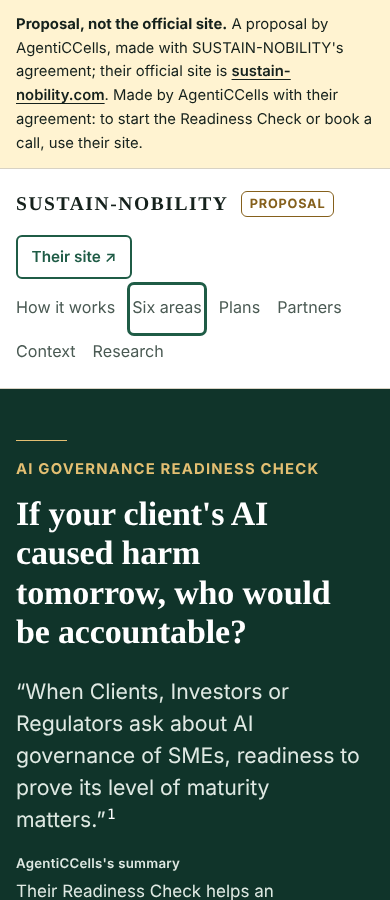 Proposal, not the official site. A proposal by
AgentiCCells, made with SUSTAIN-NOBILITY's
agreement; their official site is sustain-
nobility.com. Made by AgentiCCells with their
agreement: to start the Readiness Check or book a
call, use their site.
SUSTAIN-NOBILITY PROPOSAL
Their site ↗
How it works Six areas Plans Partners
Context Research
AI GOVERNANCE READINESS CHECK
If your client's AI
caused harm
tomorrow, who would
be accountable?
“When Clients, Investors or
Regulators ask about AI
governance of SMEs, readiness to
prove its level of maturity
matters.”1
AgentiCCells's summary
Their Readiness Check helps an